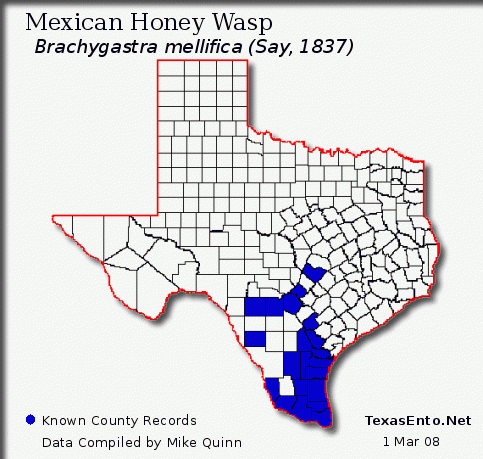 Mexican Honey Wasp
Brachygastra mellifica (Say, 1837)
Known County Records
TexasEnto.Net
Data Compiled by Mike Quinn
1 Mar 08